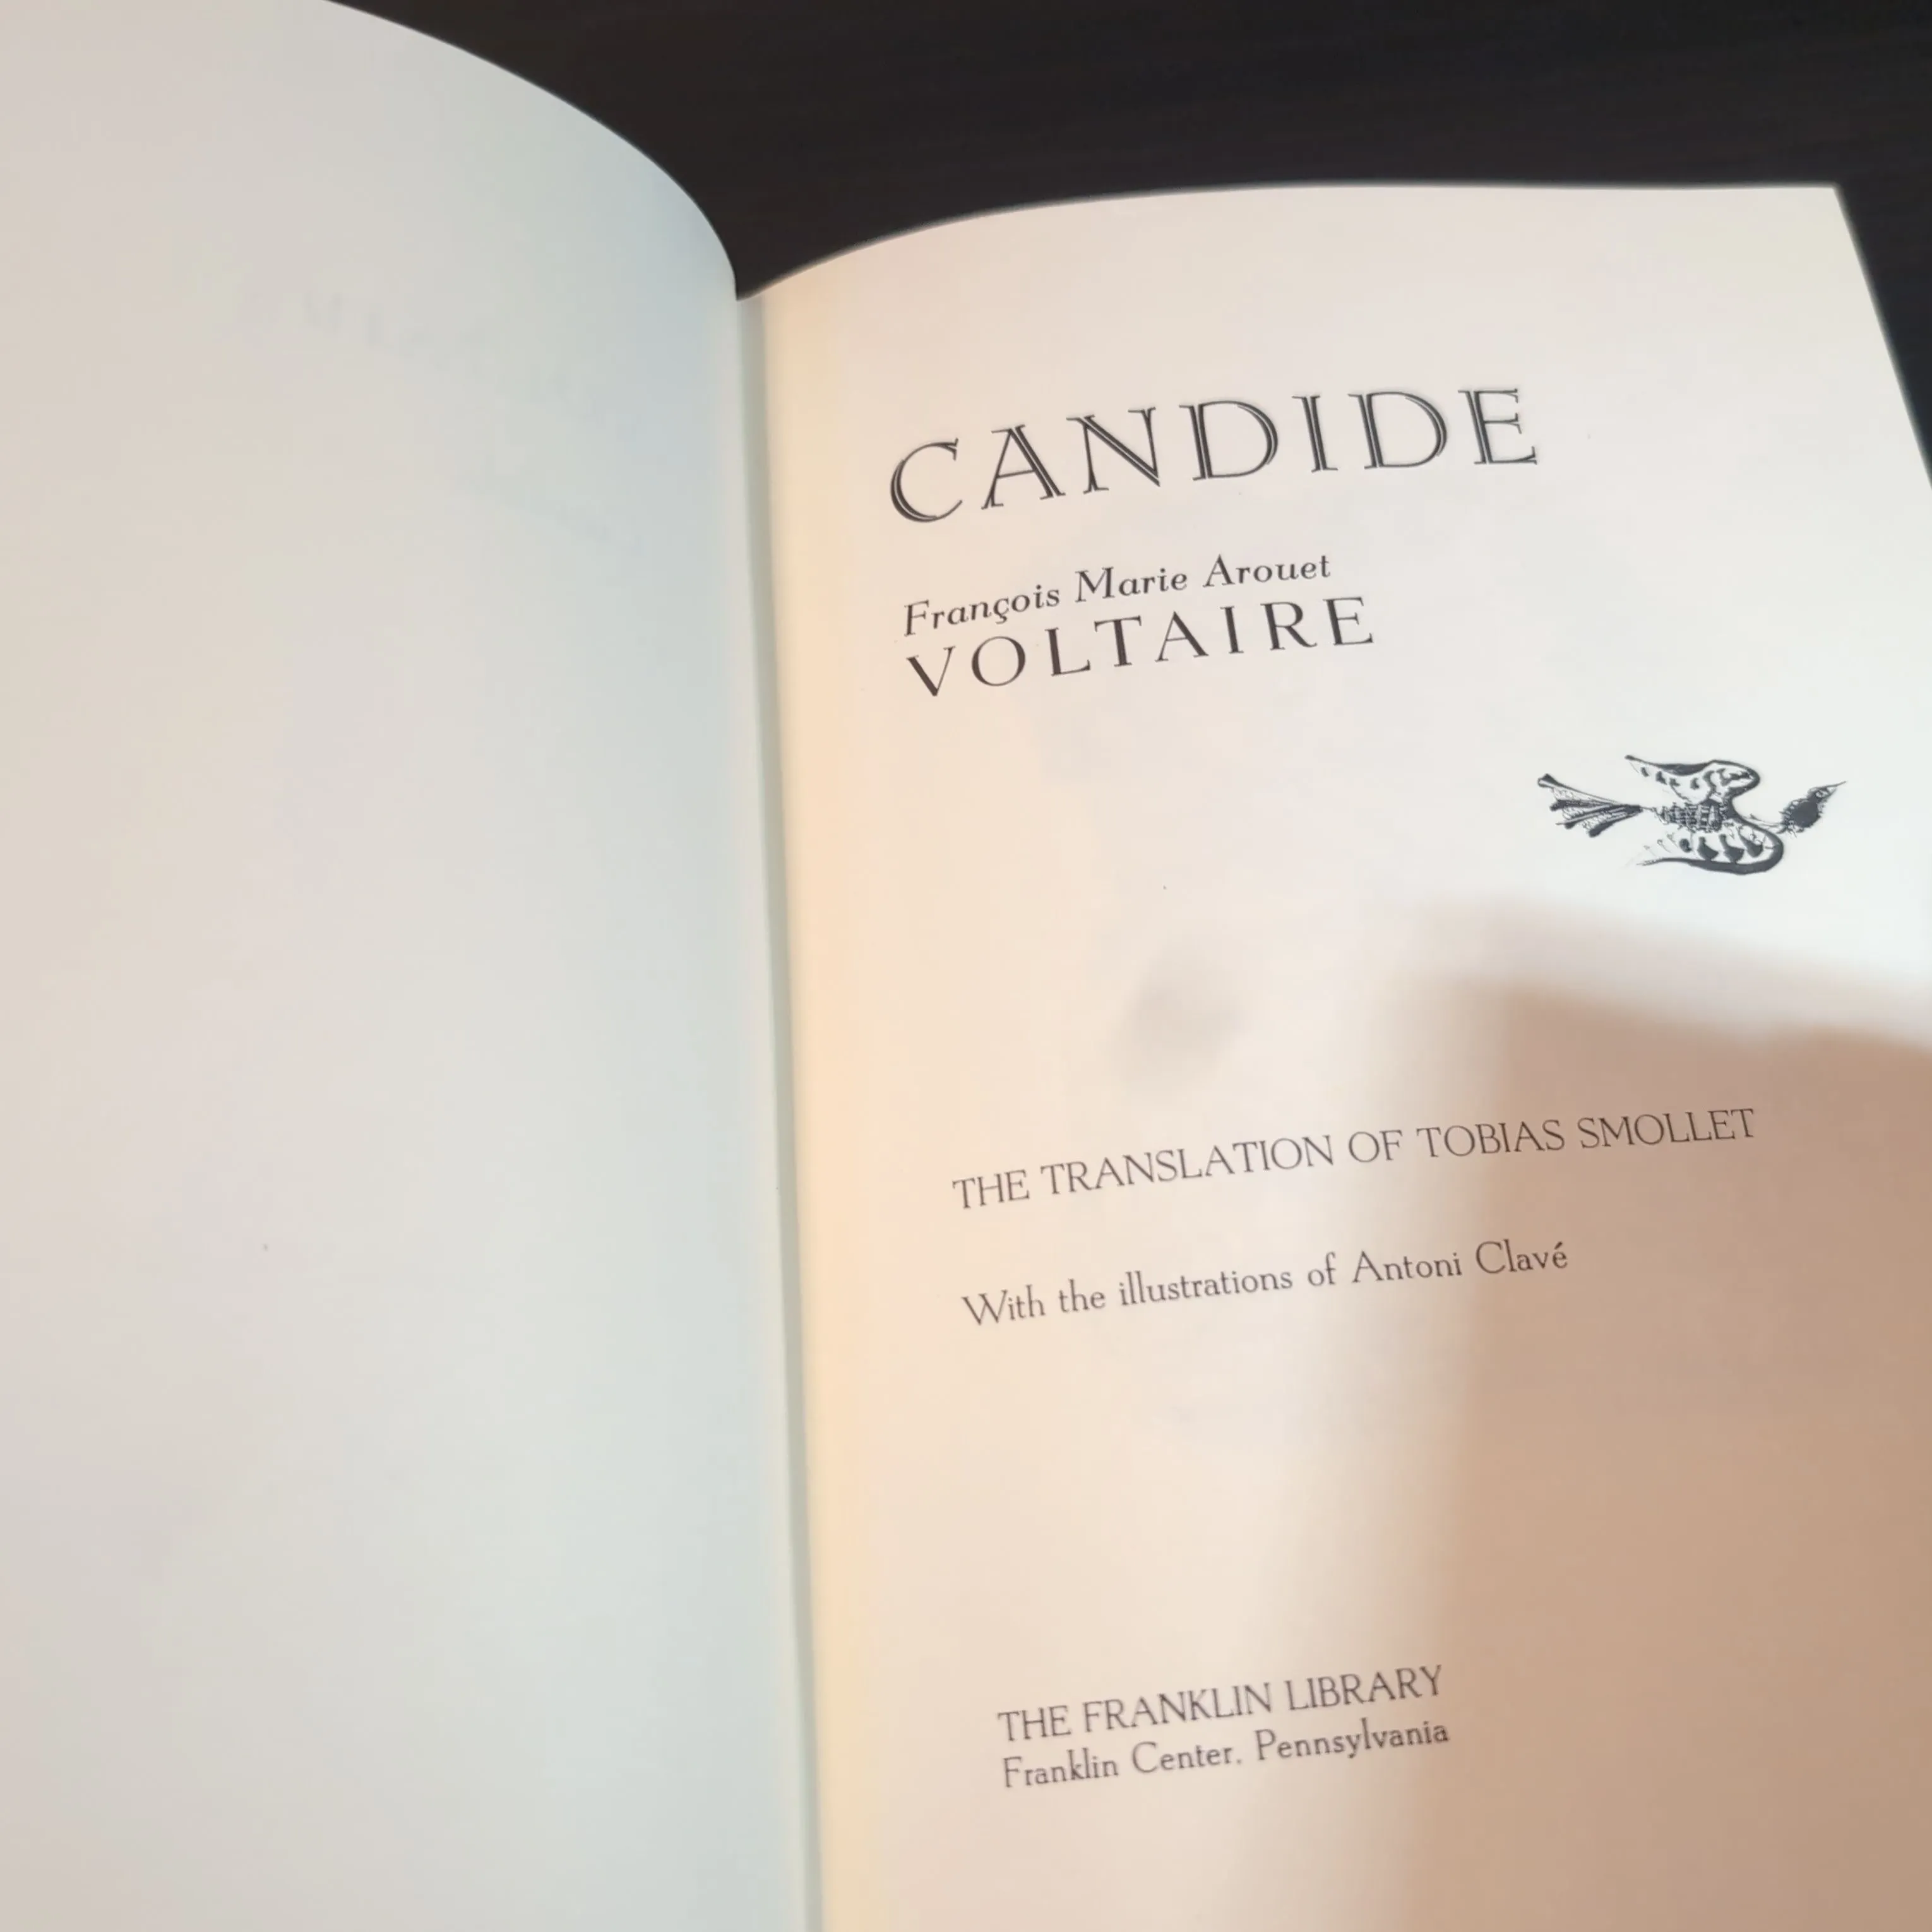 CANDIDE
François Marie Arouet
VOLTAIRE
THE TRANSLATION OF TOBIAS SMOLLET
With the illustrations of Antoni Clavé
THE FRANKLIN LIBRARY
Franklin Center, Pennsylvania